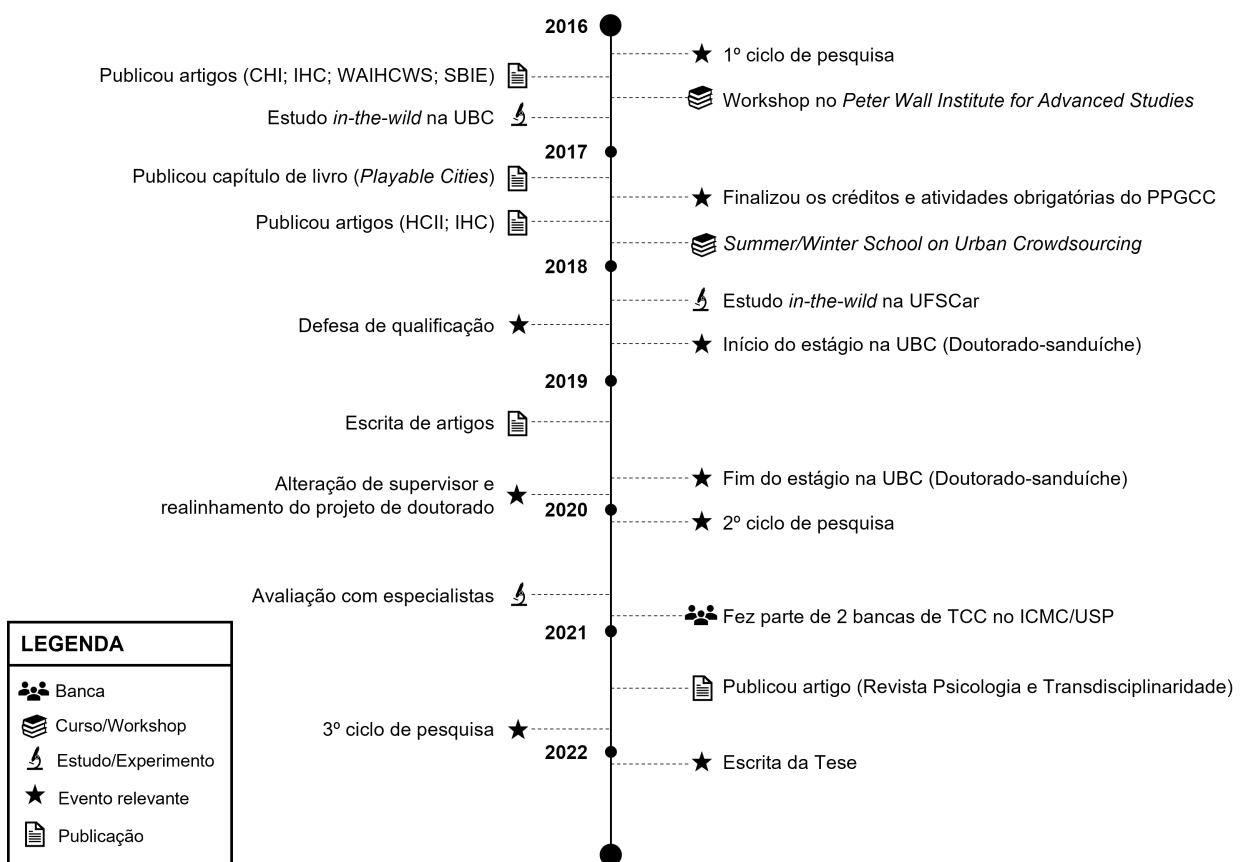 2016
1º ciclo de pesquisa
Publicou artigos (CHI; IHC; WAIHCWS; SBIE)
Workshop no Peter Wall Institute for Advanced Studies
Estudo in-the-wild na UBC
2017
Publicou capítulo de livro (Playable Cities)
Finalizou os créditos e atividades obrigatórias do PPGCC
Publicou artigos (HCII; IHC)
Summer/Winter School on Urban Crowdsourcing
2018
Estudo in-the-wild na UFSCar
Defesa de qualificação
Início do estágio na UBC (Doutorado-sanduíche)
2019
Escrita de artigos
Fim do estágio na UBC (Doutorado-sanduíche)
Alteração de supervisor e
realinhamento do projeto de doutorado
2020
2º ciclo de pesquisa
Avaliação com especialistas
Fez parte de 2 bancas de TCC no ICMC/USP
2021
Publicou artigo (Revista Psicologia e Transdisciplinaridade)
3º ciclo de pesquisa
2022
Escrita da Tese
LEGENDA
Banca
Curso/Workshop
Estudo/Experimento
Evento relevante
Publicação